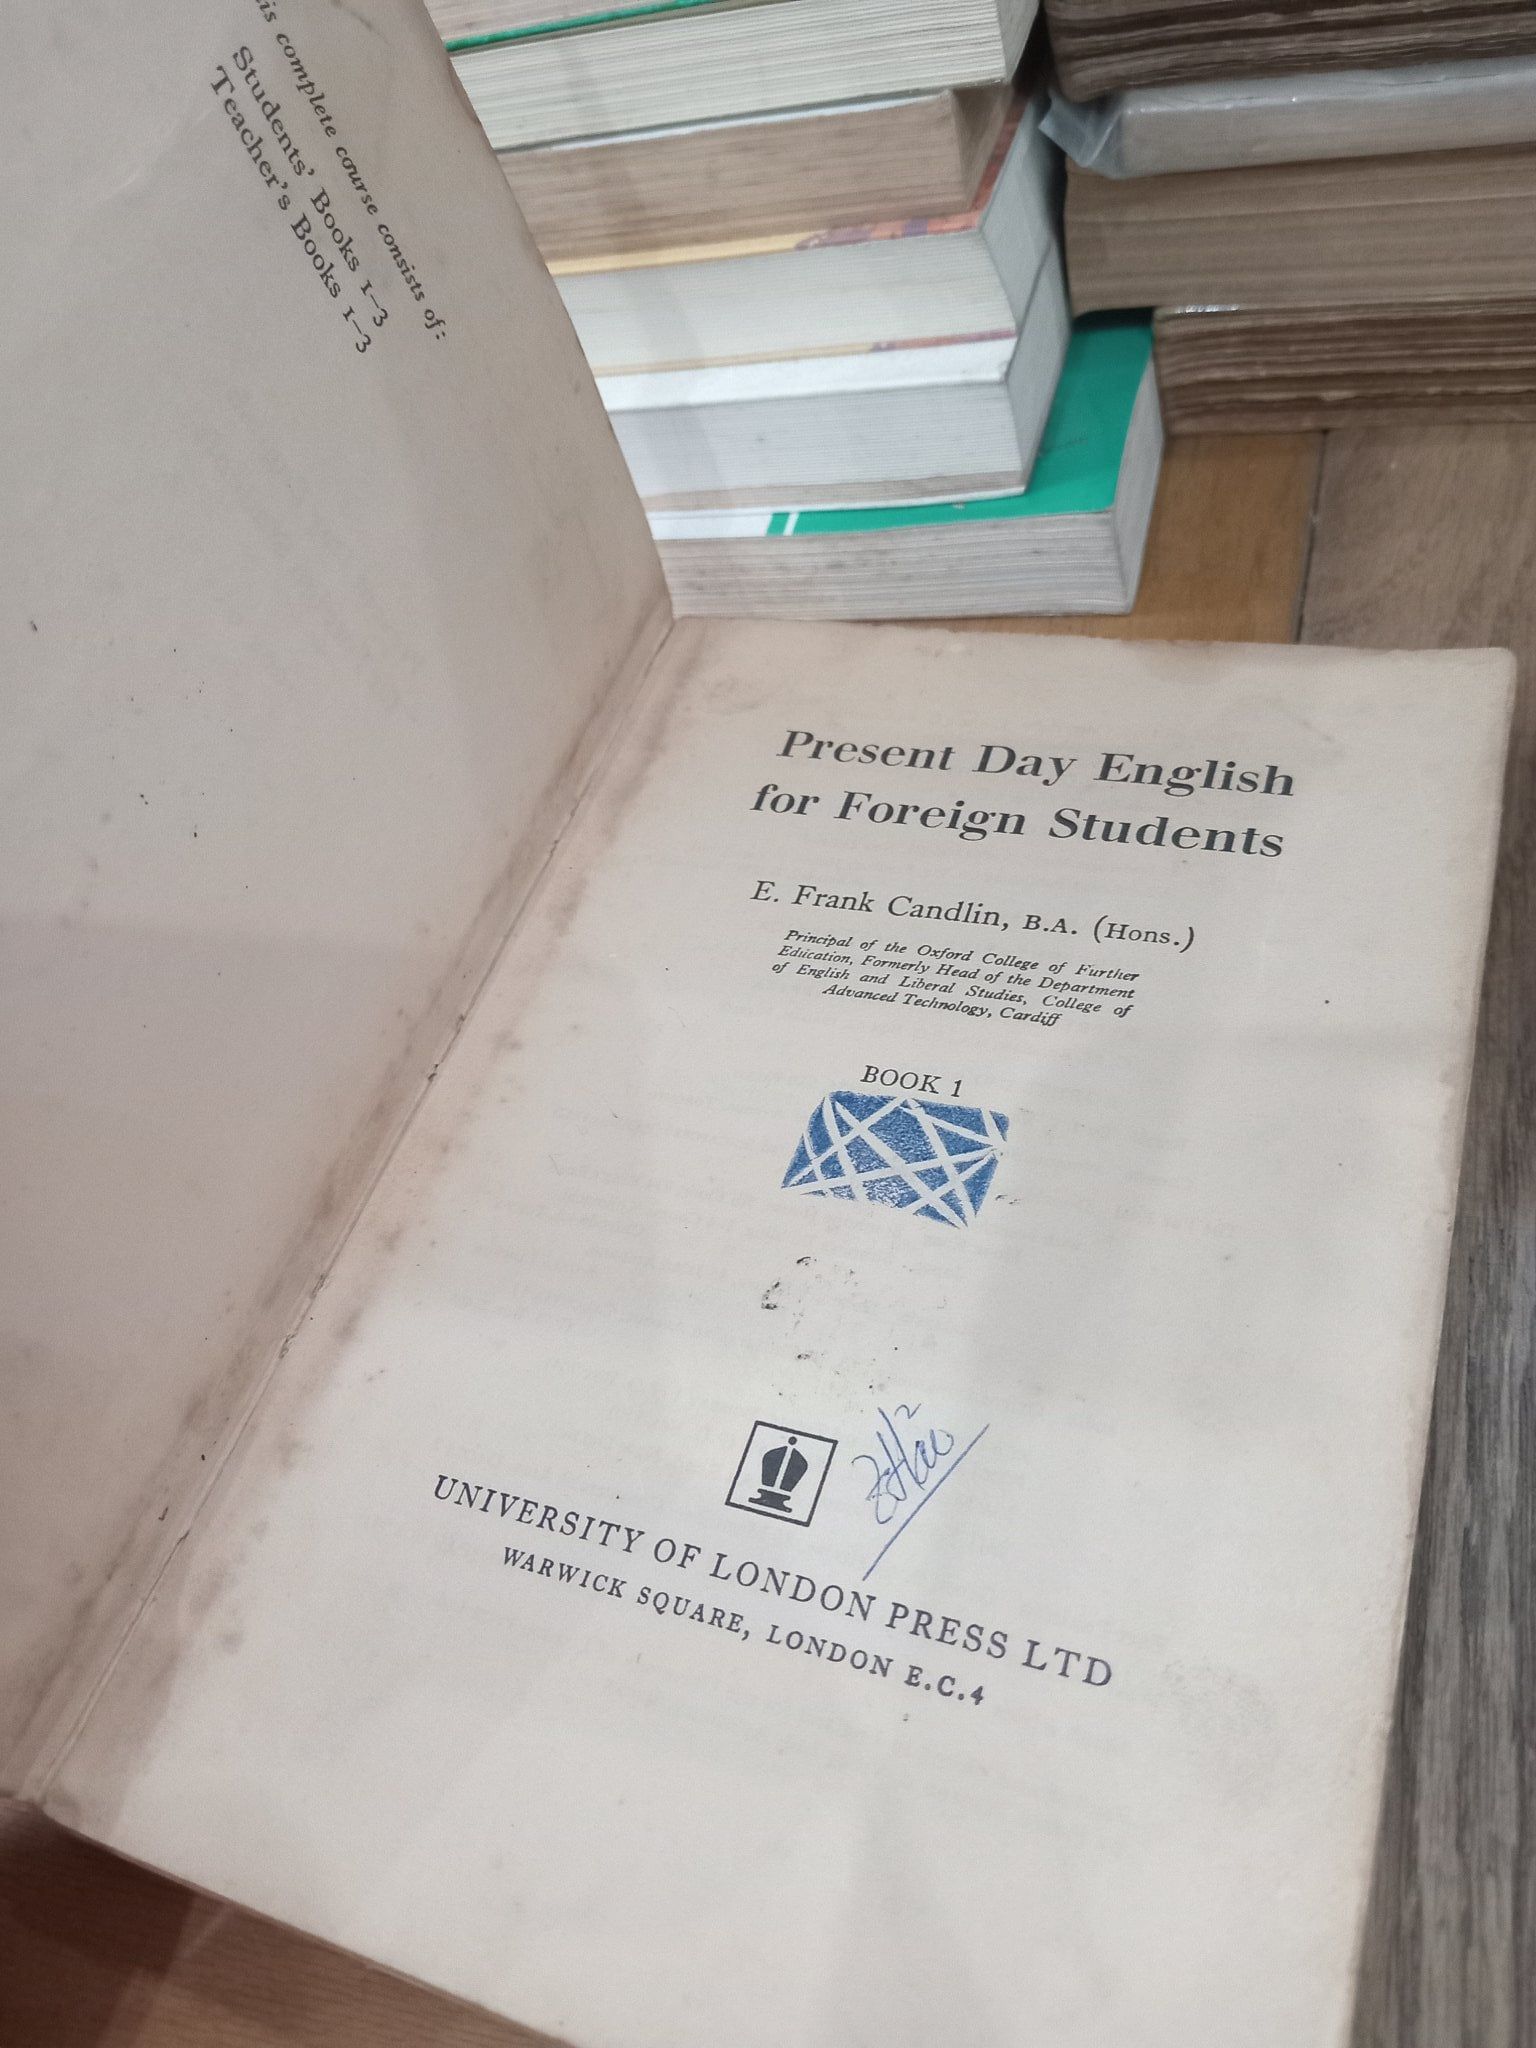 is complete course consists of:
Students' Books 1–3
Teacher's Books 1–3
Present Day English
for Foreign Students
E. Frank Candlin, B.A. (Hons.)
Principal of the Oxford College of Further
Education, Formerly Head of the Department
of English and Liberal Studies, College of
Advanced Technology, Cardiff
BOOK 1
UNIVERSITY OF LONDON PRESS LTD
WARWICK SQUARE, LONDON E.C.4